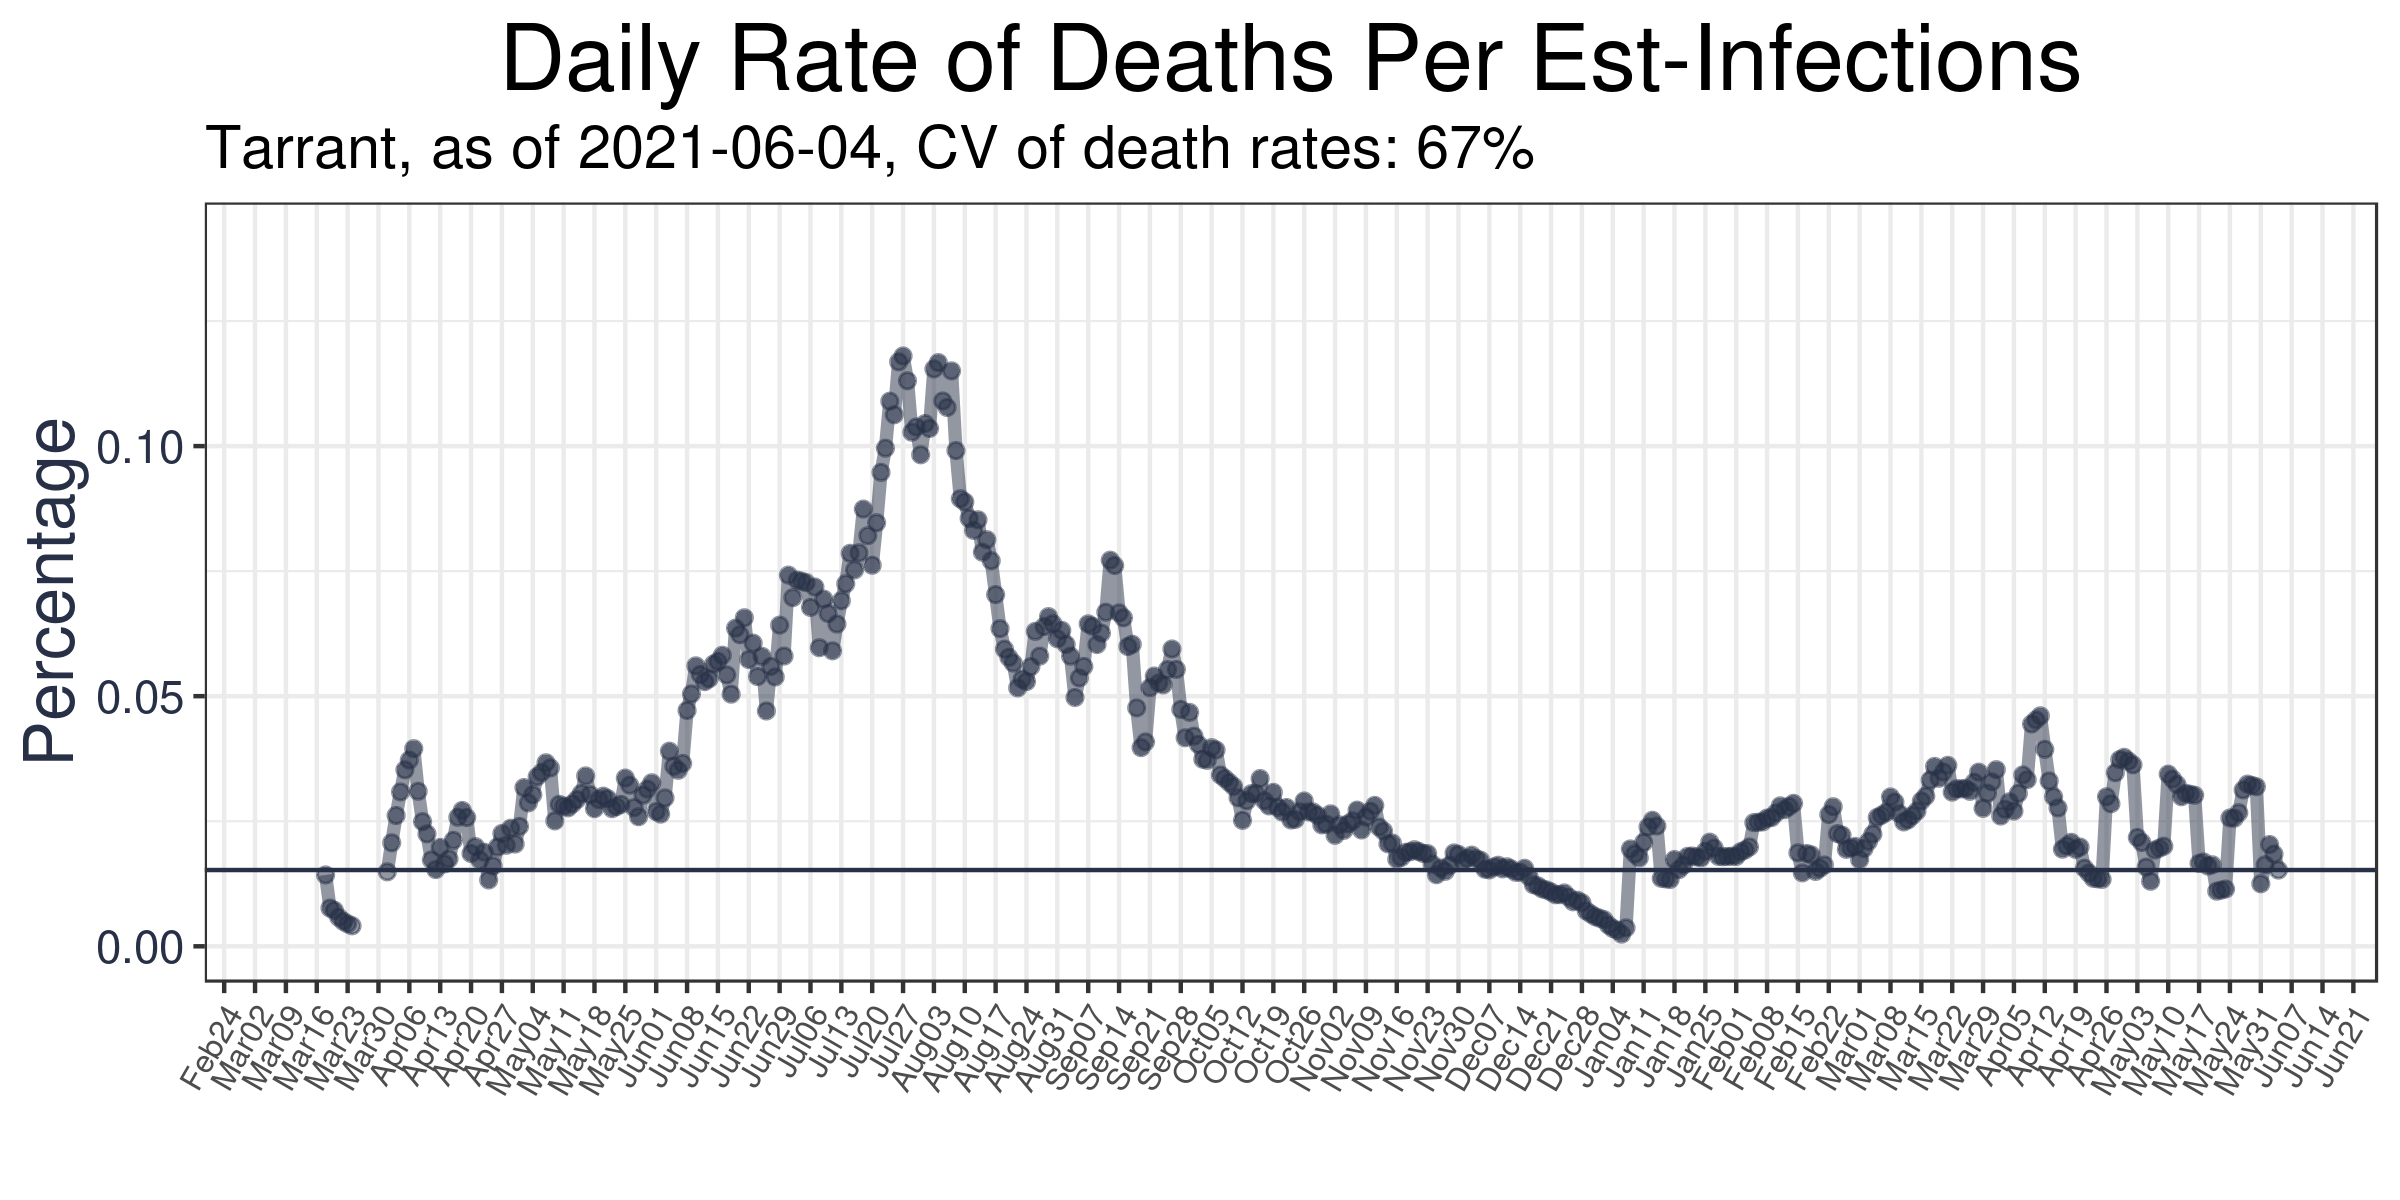 Daily Rate of Deaths Per Est-Infections
Tarrant, as of 2021-06-04, CV of death rates: 67%
Percentage
0.10
0.05
0.00
Feb24
Mar02
Mar09
Mar16
Mar23
Mar30
Apr06
Apr13
Apr20
Apr27
May04
May11
May18
May25
Jun01
Jun08
Jun15
Jun22
Jun29
Jul06
Jul13
Jul20
Jul27
Aug03
Aug10
Aug17
Aug24
Aug31
Sep07
Sep14
Sep21
Sep28
Oct05
Oct12
Oct19
Oct26
Nov02
Nov09
Nov16
Nov23
Nov30
Dec07
Dec14
Dec21
Dec28
Jan04
Jan11
Jan18
Jan25
Feb01
Feb08
Feb15
Feb22
Mar01
Mar08
Mar15
Mar22
Mar29
Apr05
Apr12
Apr19
Apr26
May03
May10
May17
May24
May31
Jun07
Jun14
Jun21